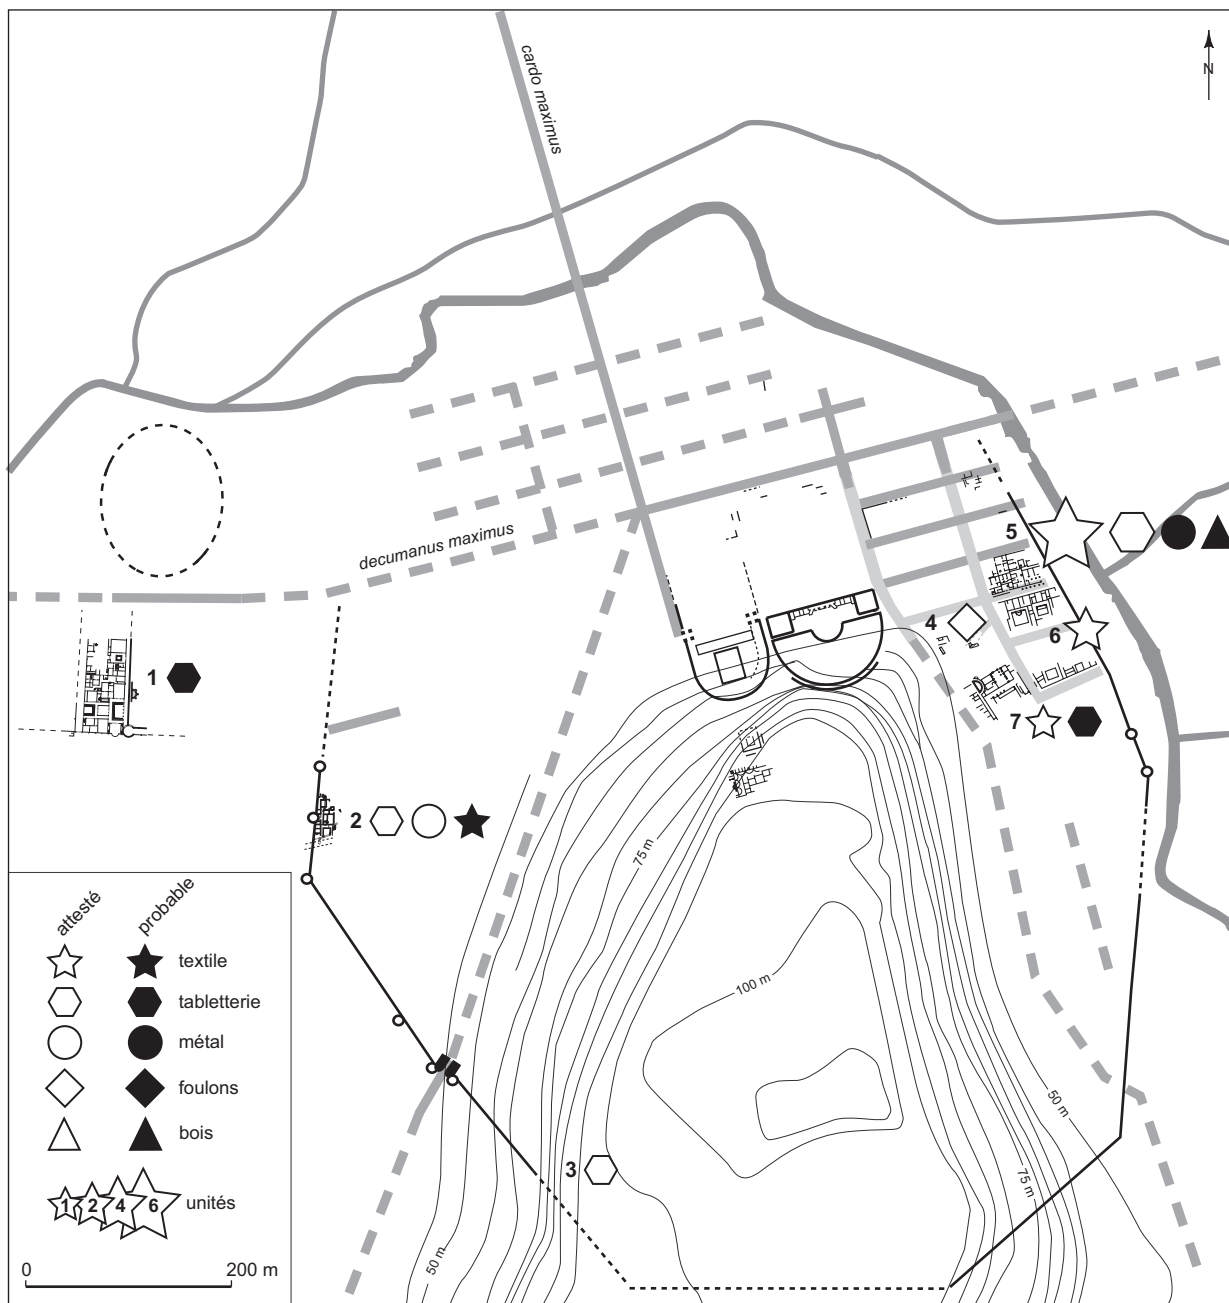 cardo maximus
N
decumanus maximus
5
4
6
1
7
2
75 m
100 m
50 m
3
75 m
50 m
attesté
probable
textile
tabletterie
métal
foulons
bois
1 2 4 6 unités
0 200 m